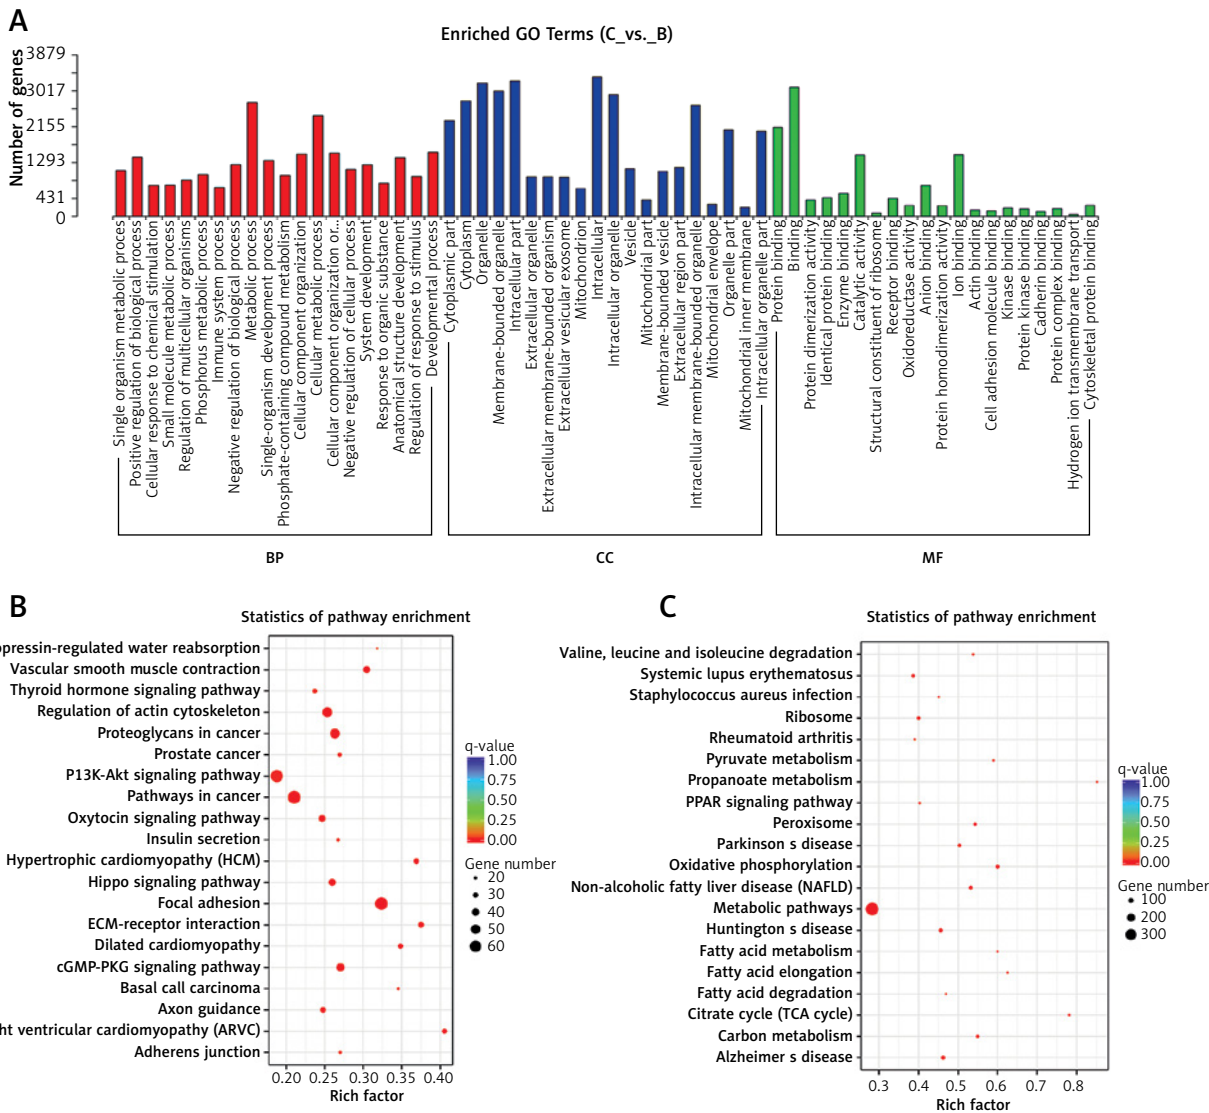 A
Enriched GO Terms (C_vs._B)
Number of genes
3879
3017
2155
1293
431
0
Single organism metabolic proces
Positive regulation of biological process
Cellular response to chemical stimulation
Small molecule metabolic process
Regulation of multicellular organisms
Phosphorus metabolic process
Immune system process
Negative regulation of biological process
Metabolic process
Single-organism development process
Phosphate-containing compound metabolism
Cellular component organization
Cellular metabolic process
Cellular component organization or...
Negative regulation of cellular process
System development
Response to organic substance
Anatomical structure development
Regulation of response to stimulus
Developmental process
Cytoplasmic part
Cytoplasm
Organelle
Membrane-bounded organelle
Intracellular part
Extracellular organelle
Extracellular membrane-bounded organism
Extracellular vesicular exosome
Mitochondrion
Intracellular
Intracellular organelle
Vesicle
Mitochondrial part
Membrane-bounded vesicle
Extracellular region part
Intracellular membrane-bounded organelle
Mitochondrial envelope
Organelle part
Mitochondrial inner membrane
Intracellular organelle part
Protein binding
Binding
Protein dimerization activity
Identical protein binding
Enzyme binding
Catalytic activity
Structural constituent of ribosome
Receptor binding
Oxidoreductase activity
Anion binding
Protein homodimerization activity
Ion binding
Actin binding
Cell adhesion molecule binding
Kinase binding
Protein kinase binding
Cadherin binding
Protein complex binding
Hydrogen ion transmembrane transport
Cytoskeletal protein binding
BP
CC
MF
B
Statistics of pathway enrichment
opressin-regulated water reabsorption
Vascular smooth muscle contraction
Thyroid hormone signaling pathway
Regulation of actin cytoskeleton
Proteoglycans in cancer
Prostate cancer
P13K-Akt signaling pathway
Pathways in cancer
Oxytocin signaling pathway
Insulin secretion
Hypertrophic cardiomyopathy (HCM)
Hippo signaling pathway
Focal adhesion
ECM-receptor interaction
Dilated cardiomyopathy
cGMP-PKG signaling pathway
Basal call carcinoma
Axon guidance
ht ventricular cardiomyopathy (ARVC)
Adherens junction
0.20 0.25 0.30 0.35 0.40
Rich factor
q-value
1.00
0.75
0.50
0.25
0.00
Gene number
20
30
40
50
60
C
Statistics of pathway enrichment
Valine, leucine and isoleucine degradation
Systemic lupus erythematosus
Staphylococcus aureus infection
Ribosome
Rheumatoid arthritis
Pyruvate metabolism
Propanoate metabolism
PPAR signaling pathway
Peroxisome
Parkinson s disease
Oxidative phosphorylation
Non-alcoholic fatty liver disease (NAFLD)
Metabolic pathways
Huntington s disease
Fatty acid metabolism
Fatty acid elongation
Fatty acid degradation
Citrate cycle (TCA cycle)
Carbon metabolism
Alzheimer s disease
0.3 0.4 0.5 0.6 0.7 0.8
Rich factor
q-value
1.00
0.75
0.50
0.25
0.00
Gene number
100
200
300